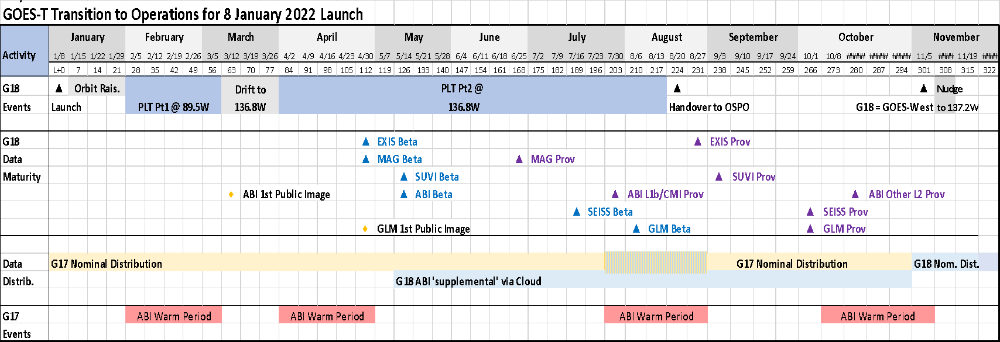 GOES-T Transition to Operations for 8 January 2022 Launch
January February March April May June July August September October November
Activity 1/8 1/15 1/22 1/29 2/5 2/12 2/19 2/26 3/5 3/12 3/19 3/26 4/2 4/9 4/16 4/23 4/30 5/7 5/14 5/21 5/28 6/4 6/11 6/18 6/25 7/2 7/9 7/16 7/23 7/30 8/6 8/13 8/20 8/27 9/3 9/10 9/17 9/24 10/1 10/8 ##### ##### ##### 11/5 #### 11/19 ####
L+0 7 14 21 28 35 42 49 56 63 70 77 84 91 98 105 112 119 126 133 140 147 154 161 168 175 182 189 196 203 210 217 224 231 238 245 252 259 266 273 280 287 294 301 308 315 322
G18 Orbit Rais. Drift to PLT Pt2 @ Nudge
Events Launch PLT Pt1 @ 89.5W 136.8W 136.8W Handover to OSPO G18 = GOES-West to 137.2W
G18 EXIS Beta EXIS Prov
Data MAG Beta MAG Prov
Maturity SUVI Beta SUVI Prov
ABI 1st Public Image ABI Beta ABI L1b/CMI Prov ABI Other L2 Prov
SEISS Beta SEISS Prov
GLM 1st Public Image GLM Beta GLM Prov
Data G17 Nominal Distribution G17 Nominal Distribution G18 Nom. Dist.
Distrib. G18 ABI 'supplemental' via Cloud
G17 ABI Warm Period ABI Warm Period ABI Warm Period ABI Warm Period
Events